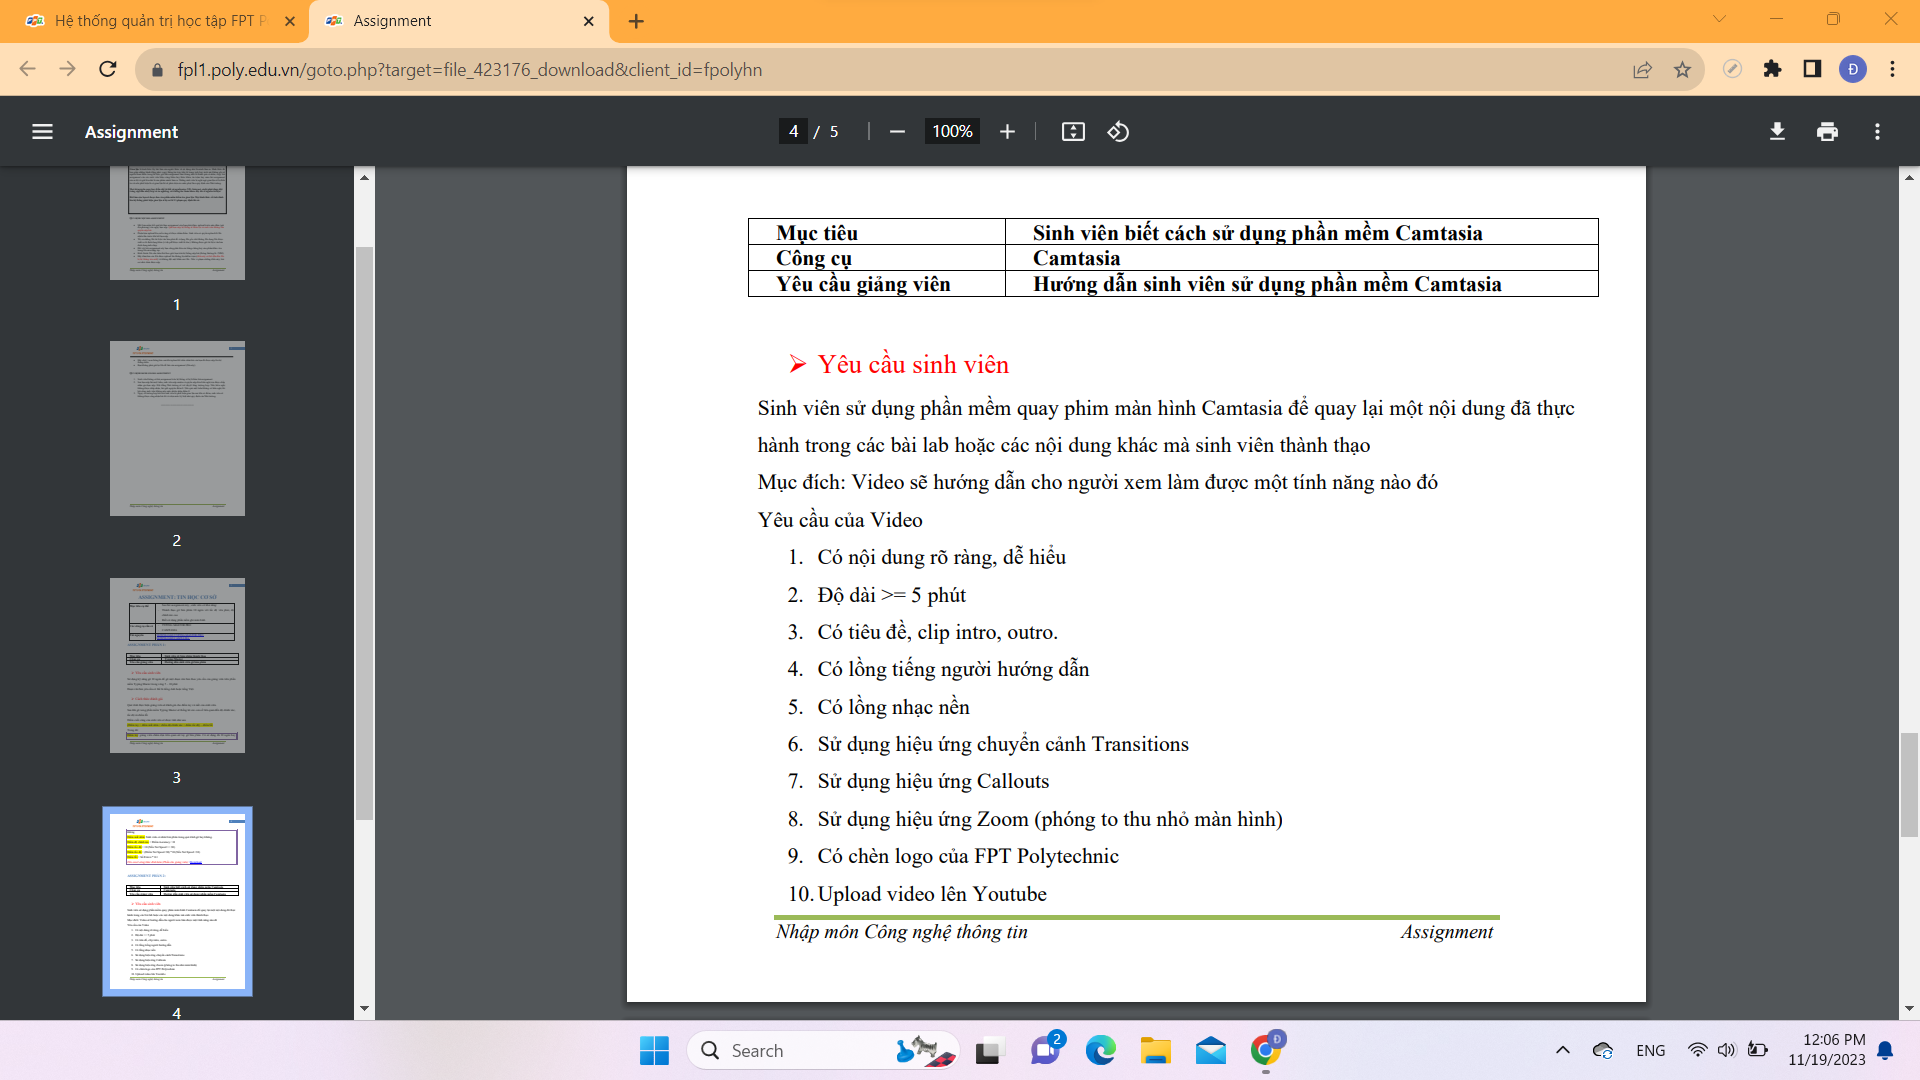 Hệ thống quản trị học tập FPT P
Assignment
fpl1.poly.edu.vn/goto.php?target=file_423176_download&client_id=fpolyhn
Đ
Assignment
4 / 5
100%
1
2
3
4
ASSIGNMENT: TIN HỌC CƠ SỞ
Mục tiêu
Sinh viên biết cách sử dụng phần mềm Camtasia
Công cụ
Camtasia
Yêu cầu giảng viên
Hướng dẫn sinh viên sử dụng phần mềm Camtasia
Yêu cầu sinh viên
Sinh viên sử dụng phần mềm quay phim màn hình Camtasia để quay lại một nội dung đã thực
hành trong các bài lab hoặc các nội dung khác mà sinh viên thành thạo
Mục đích: Video sẽ hướng dẫn cho người xem làm được một tính năng nào đó
Yêu cầu của Video
1. Có nội dung rõ ràng, dễ hiểu
2. Độ dài >= 5 phút
3. Có tiêu đề, clip intro, outro.
4. Có lồng tiếng người hướng dẫn
5. Có lồng nhạc nền
6. Sử dụng hiệu ứng chuyển cảnh Transitions
7. Sử dụng hiệu ứng Callouts
8. Sử dụng hiệu ứng Zoom (phóng to thu nhỏ màn hình)
9. Có chèn logo của FPT Polytechnic
10. Upload video lên Youtube
Nhập môn Công nghệ thông tin
Assignment
Search
2
Đ
ENG
12:06 PM
11/19/2023